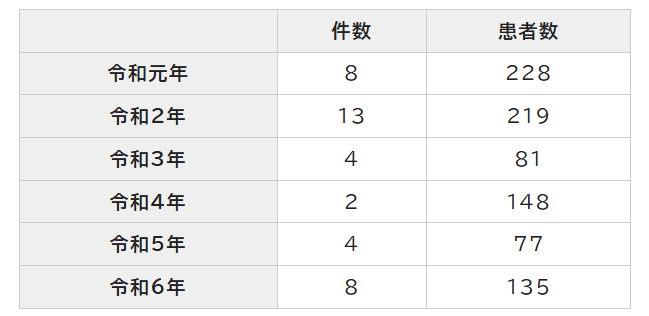 件数 患者数
令和元年 8 228
令和2年 13 219
令和3年 4 81
令和4年 2 148
令和5年 4 77
令和6年 8 135